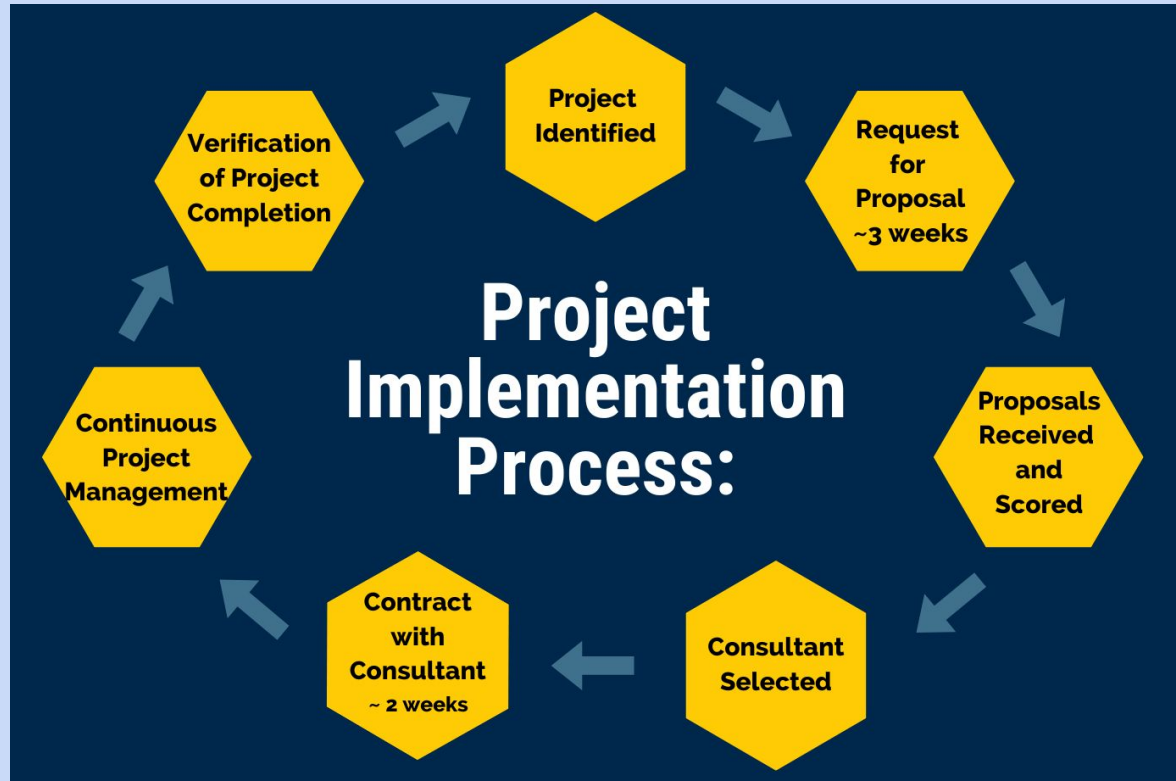 Project
Identified
Request
for
Proposal
~3 weeks
Proposals
Received
and
Scored
Consultant
Selected
Contract
with
Consultant
~ 2 weeks
Continuous
Project
Management
Verification
of Project
Completion
Project
Implementation
Process: